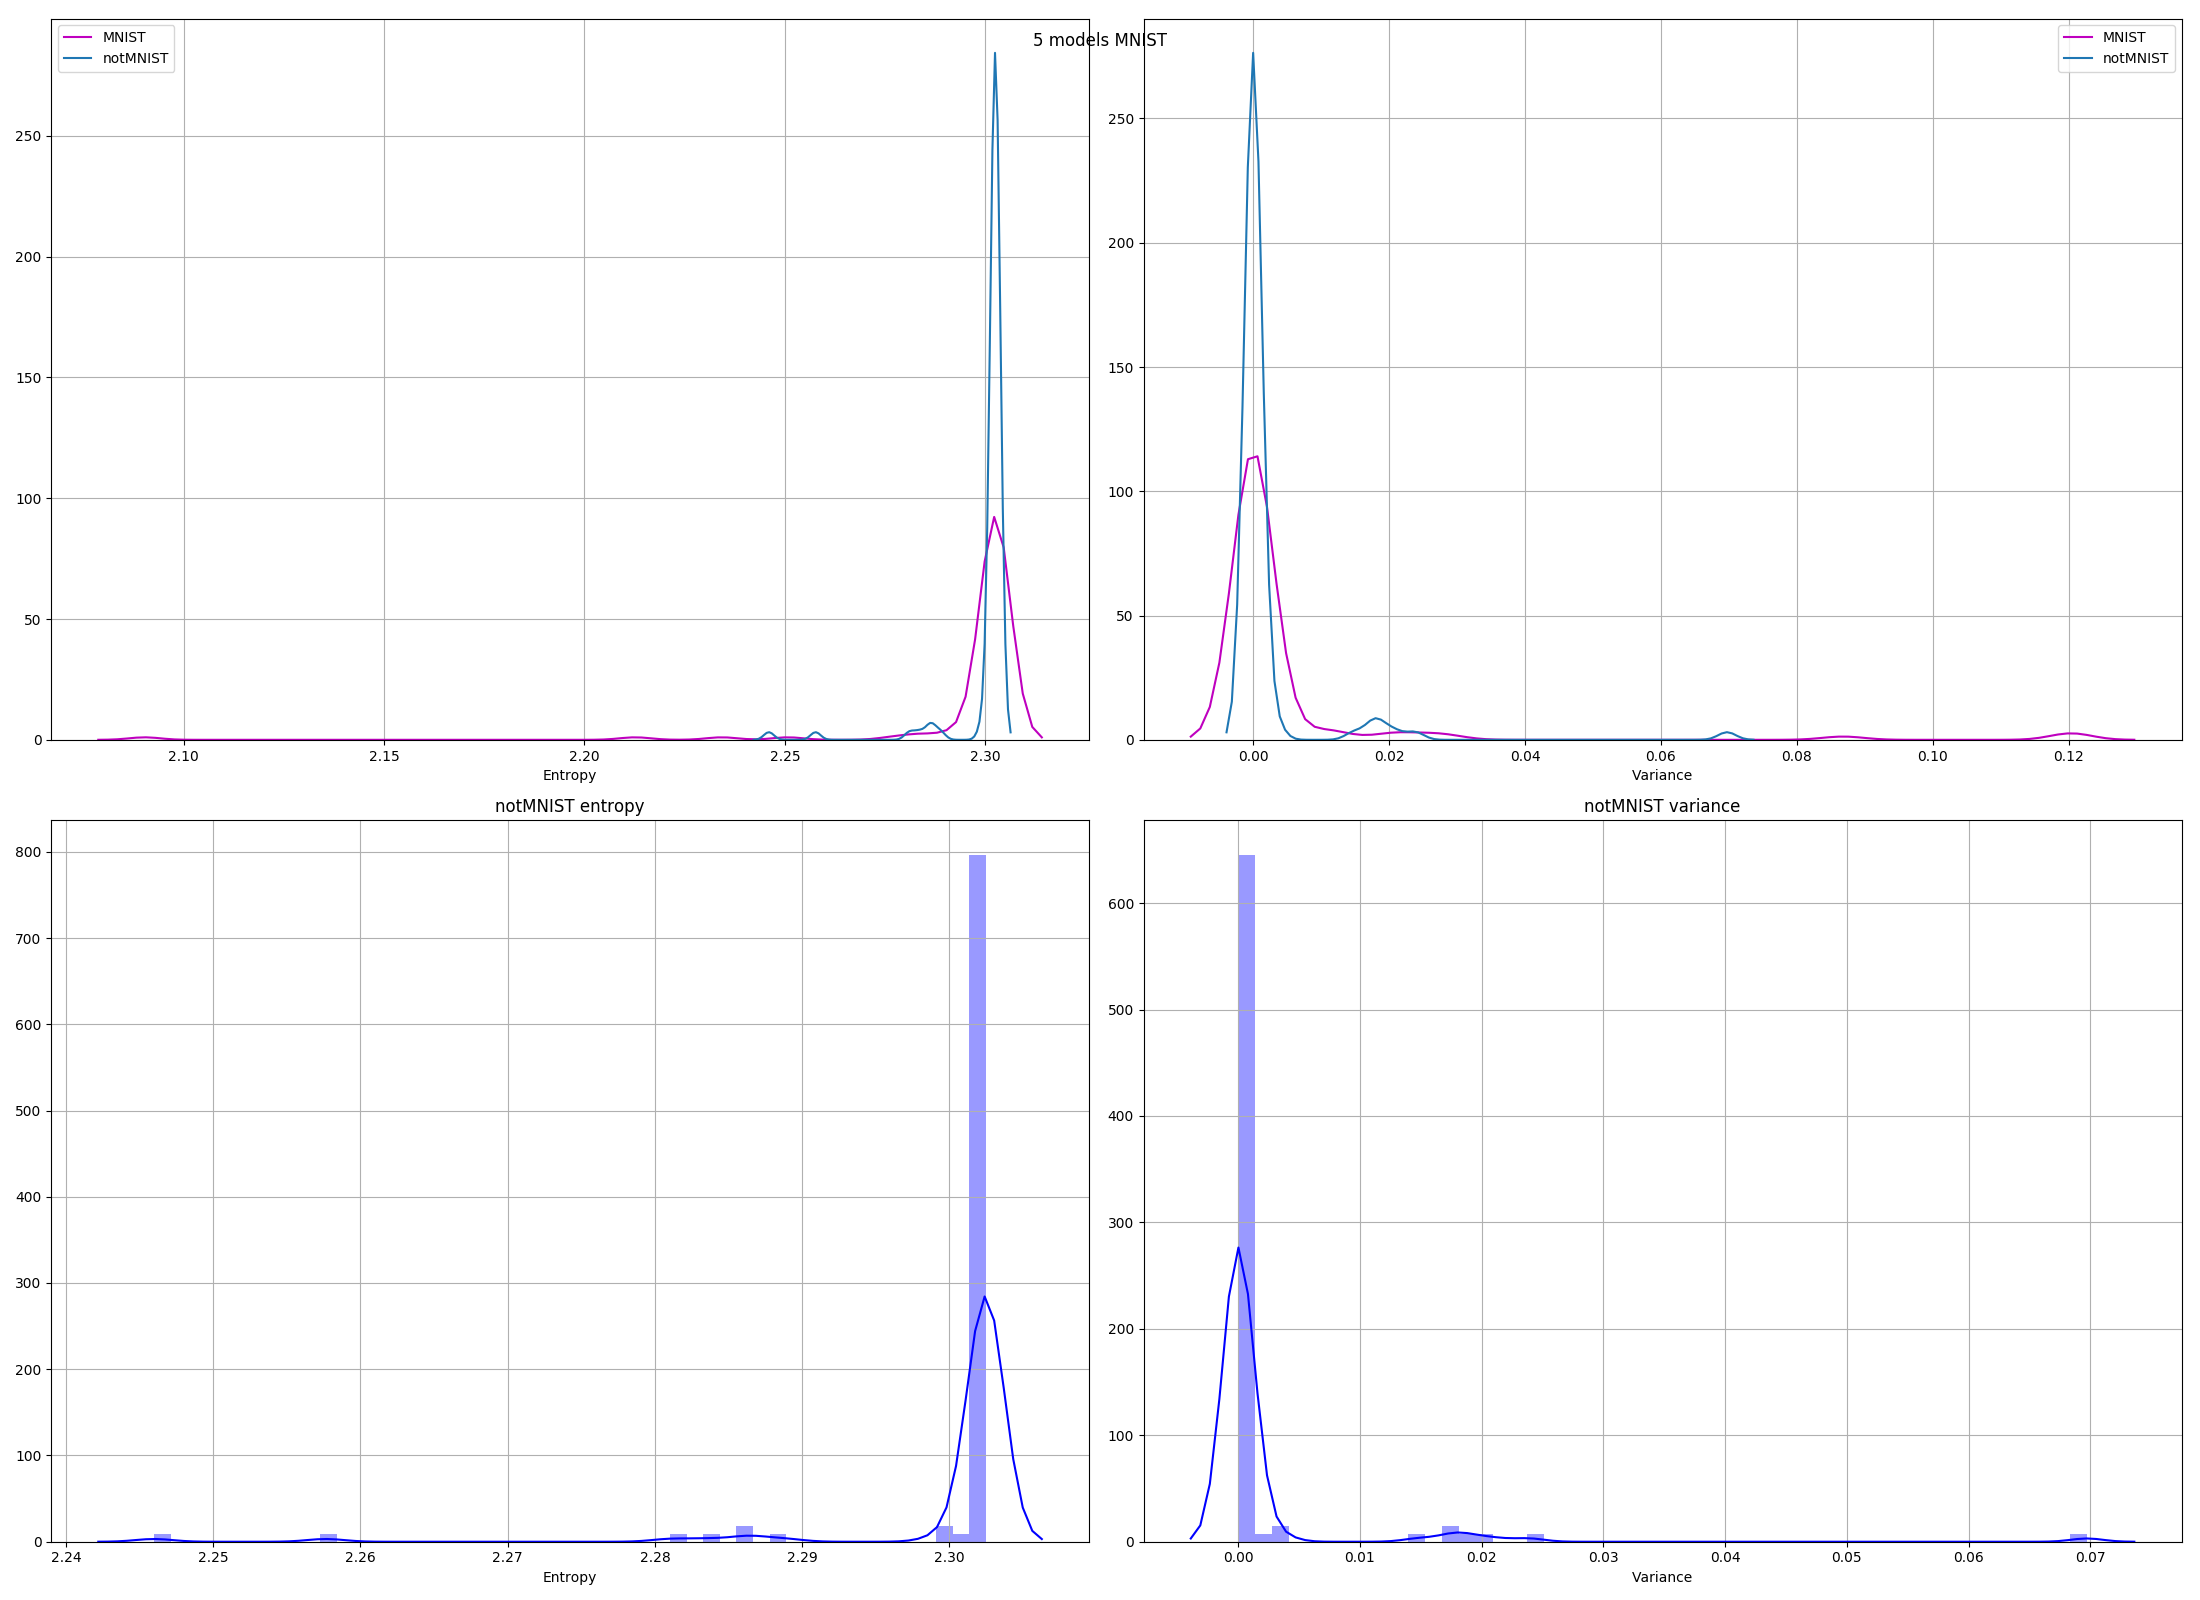 5 models MNIST
MNIST
notMNIST
250
200
150
100
50
0
2.10 2.15 2.20 2.25 2.30
Entropy
MNIST
notMNIST
250
200
150
100
50
0
0.00 0.02 0.04 0.06 0.08 0.10 0.12
Variance
notMNIST entropy
800
700
600
500
400
300
200
100
0
2.24 2.25 2.26 2.27 2.28 2.29 2.30
Entropy
notMNIST variance
600
500
400
300
200
100
0
0.00 0.01 0.02 0.03 0.04 0.05 0.06 0.07
Variance